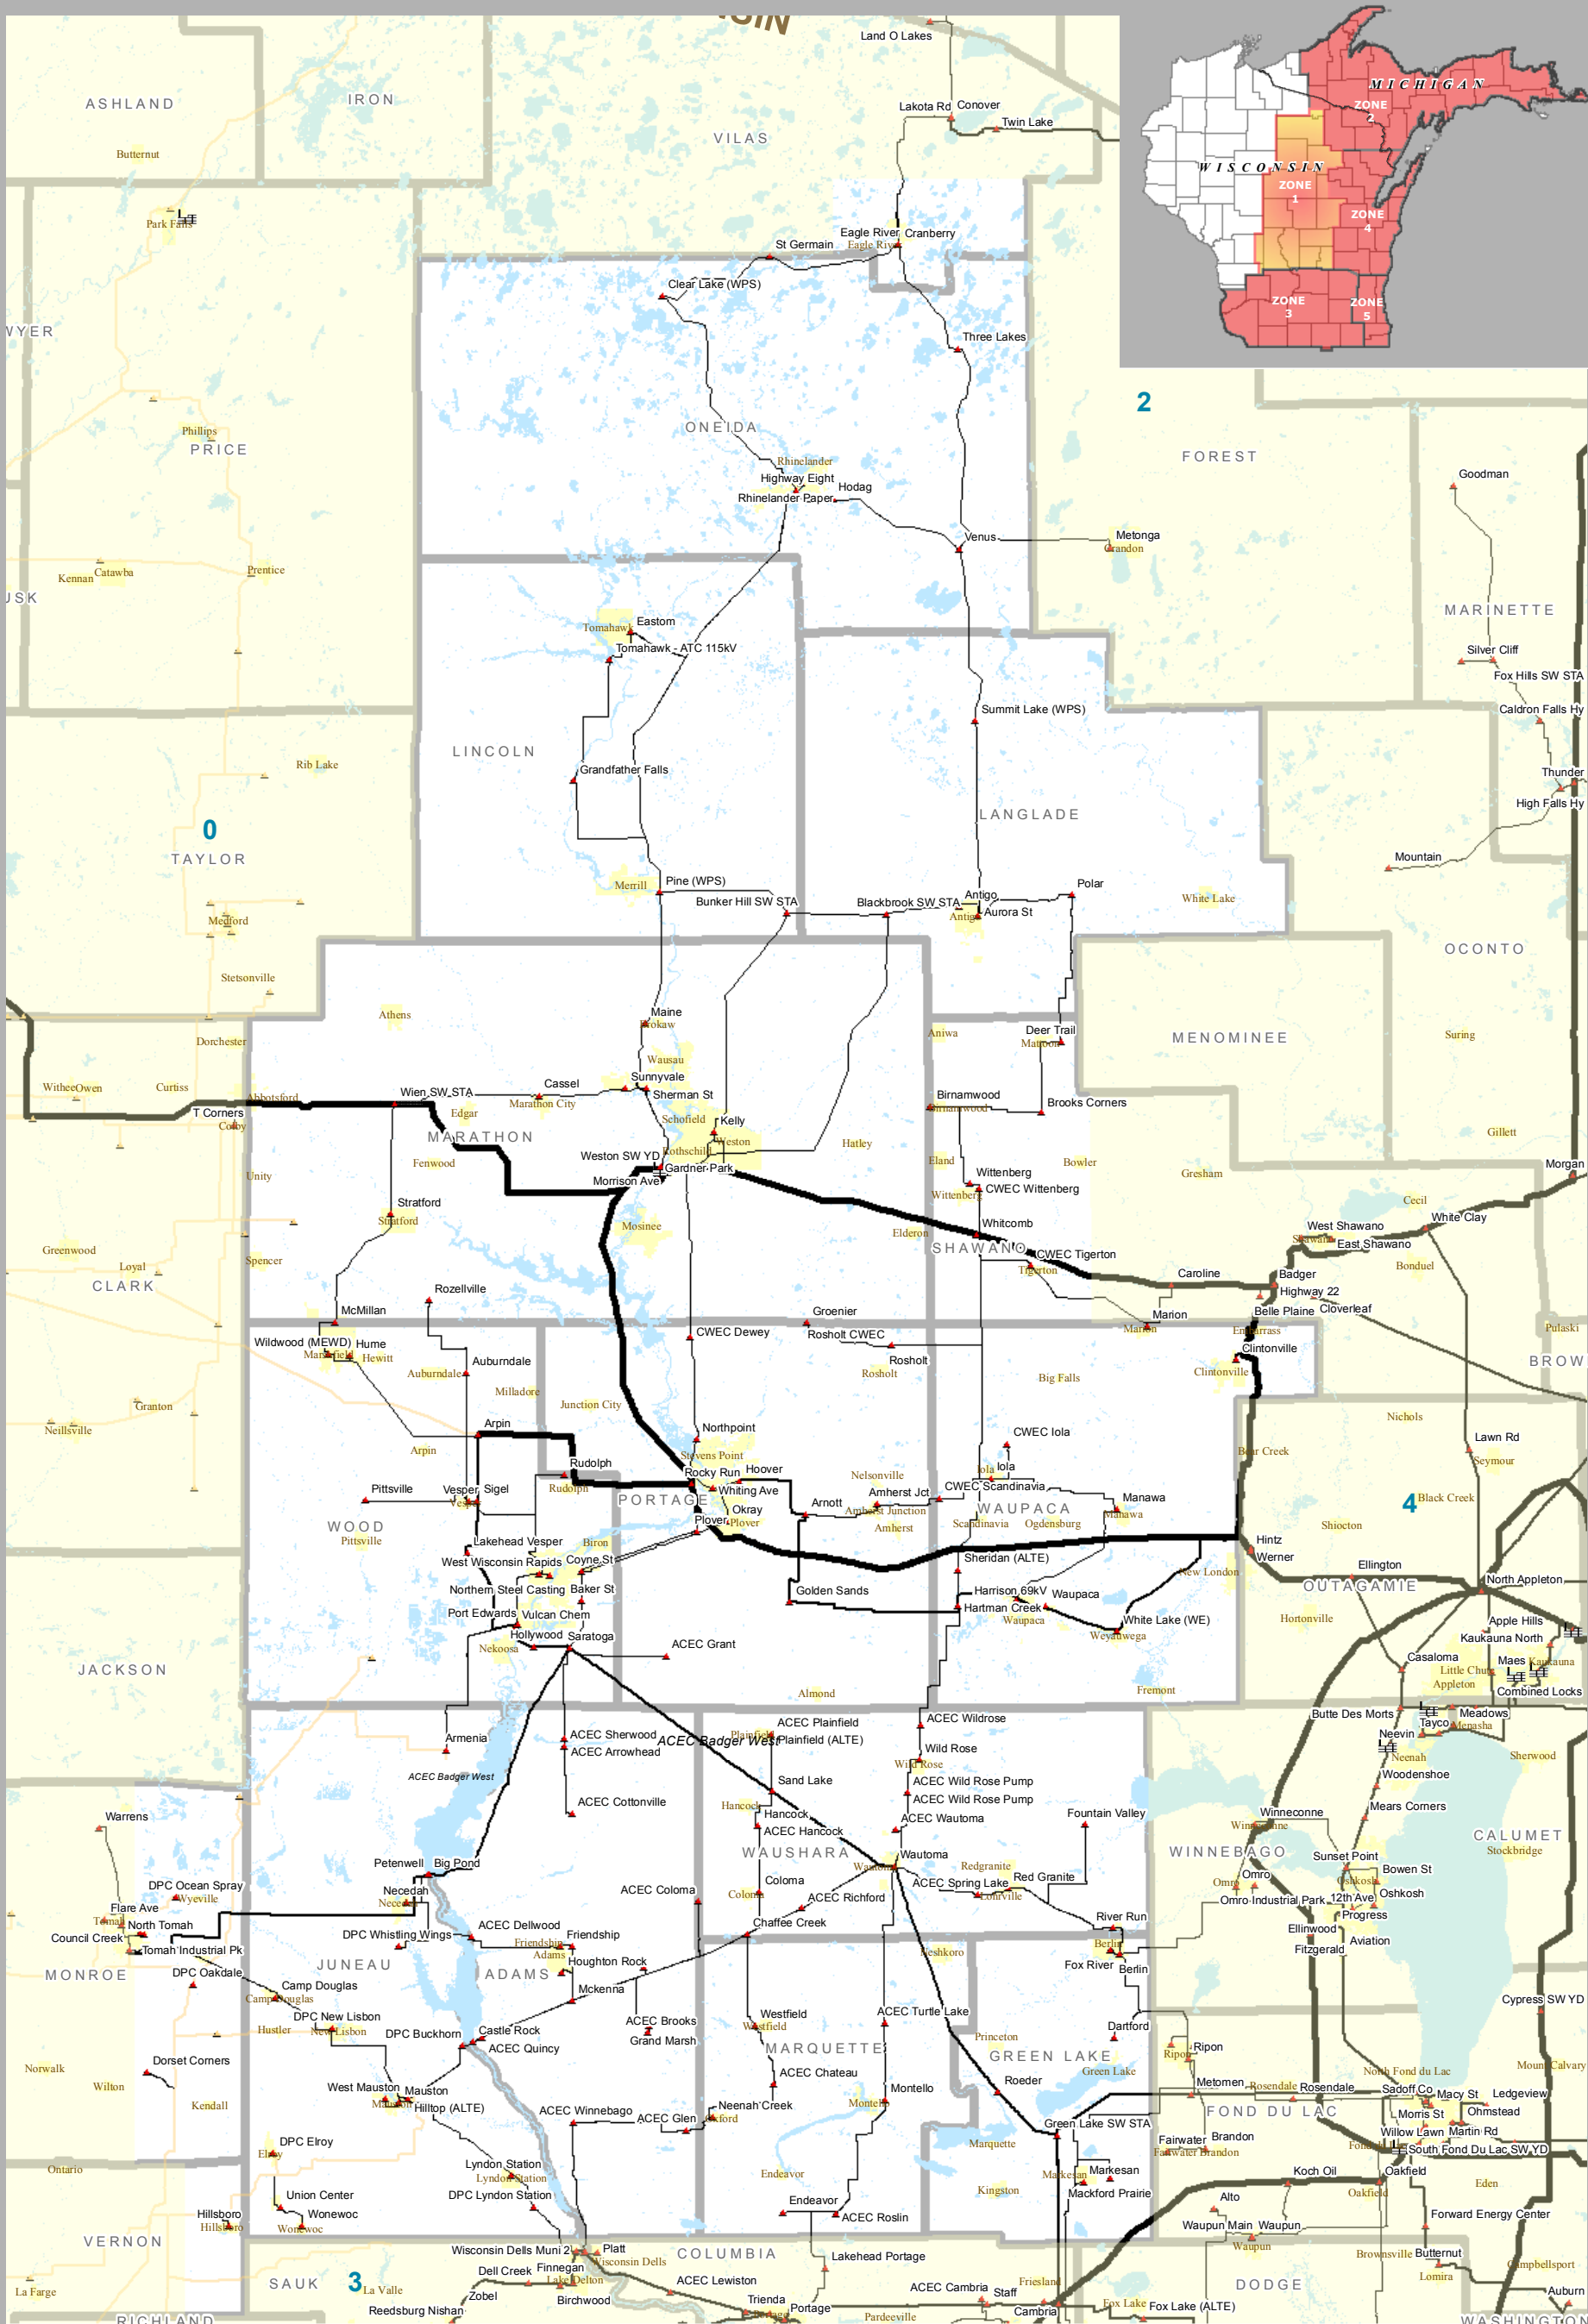 SIN
Land O Lakes
ASHLAND
IRON
Lakota Rd
Conover
Twin Lake
VILAS
Butternut
Park Falls
MICHIGAN
ZONE
2
WISCONSIN
ZONE
1
ZONE
4
ZONE
3
ZONE
5
Eagle River
Cranberry
St Germain
Clear Lake (WPS)
WYER
Three Lakes
2
ONEIDA
Phillips
PRICE
FOREST
Rhinelander
Highway Eight
Hodag
Rhinelander Paper
Goodman
Venus
Metonga
Crandon
Kennan
Catawba
Prentice
USK
MARINETTE
Eastom
Tomahawk
Tomahawk - ATC 115kV
Silver Cliff
Fox Hills SW STA
Summit Lake (WPS)
Caldron Falls Hy
LINCOLN
Rib Lake
Grandfather Falls
Thunder
High Falls Hy
LANGLADE
0
TAYLOR
Mountain
Pine (WPS)
Merrill
Polar
Antigo
Bunker Hill SW STA
Blackbrook SW STA
Aurora St
White Lake
Medford
OCONTO
Stetsonville
Athens
Maine
Brokaw
Aniwa
Deer Trail
Mattoon
MENOMINEE
Suring
Dorchester
Wausau
Withee
Owen
Curtiss
Abbotsford
Wien SW STA
Cassel
Sunnyvale
Sherman St
Marathon City
Birnamwood
Brooks Corners
T Corners
Colby
Edgar
Schofield
Kelly
Weston
MARATHON
Hatley
Gillett
Fenwood
Weston SW YD
Rothschild
Gardner Park
Morrison Ave
Eland
Bowler
Gresham
Morgan
Unity
Wittenberg
CWEC Wittenberg
Wittenberg
Stratford
Stratford
Mosinee
Whitcomb
Cecil
White Clay
West Shawano
East Shawano
Shawano
Elderon
SHAWANO
CWEC Tigerton
Tigerton
Greenwood
Loyal
Spencer
CLARK
Bonduel
Caroline
Badger
Highway 22
Rozellville
McMillan
Groenier
Marion
Marion
Belle Plaine
Cloverleaf
Embarrass
Pulaski
Wildwood (MEWD)
Hume
Marshfield
Hewitt
CWEC Dewey
Rosholt CWEC
Rosholt
Rosholt
Clintonville
Clintonville
BROW
Auburndale
Auburndale
Milladore
Junction City
Big Falls
Granton
Neillsville
Nichols
Arpin
Arpin
Northpoint
Stevens Point
CWEC Iola
Iola
Iola
Bear Creek
Lawn Rd
Seymour
Rudolph
Rudolph
Rocky Run
Hoover
Whiting Ave
Nelsonville
Pittsville
Vesper
Sigel
Vesper
PORTAGE
Arnott
Amherst Jct
CWEC Scandinavia
WAUPACA
Manawa
Manawa
4
Black Creek
Okray
Plover
Plover
Amherst Junction
Amherst
Scandinavia
Ogdensburg
Shiocton
WOOD
Pittsville
Lakehead Vesper
Biron
West Wisconsin Rapids
Coyne St
Sheridan (ALTE)
Hintz
Werner
New London
OUTAGAMIE
Ellington
North Appleton
Northern Steel Casting
Baker St
Golden Sands
Harrison 69kV
Waupaca
Hartman Creek
Waupaca
White Lake (WE)
Weyauwega
Hortonville
Port Edwards
Vulcan Chem
Hollywood
Saratoga
Nekoosa
ACEC Grant
Apple Hills
Kaukauna North
Casaloma
Maes
Kaukauna
Little Chute
Appleton
Combined Locks
JACKSON
Almond
Fremont
Butte Des Morts
Meadows
Tayco
Menasha
Neevin
Neenah
Sherwood
Armenia
ACEC Sherwood
ACEC Arrowhead
ACEC Badger West
ACEC Badger West
ACEC Plainfield
Plainfield
Plainfield (ALTE)
ACEC Wildrose
Wild Rose
Wild Rose
Sand Lake
ACEC Wild Rose Pump
ACEC Wild Rose Pump
Woodenshoe
Mears Corners
ACEC Cottonville
Hancock
Hancock
ACEC Hancock
ACEC Wautoma
Fountain Valley
Winneconne
Winneconne
Warrens
WAUSHARA
WINNEBAGO
CALUMET
Stockbridge
Petenwell
Big Pond
Wautoma
Wautoma
Redgranite
Sunset Point
Bowen St
Oshkosh
Oshkosh
DPC Ocean Spray
Wyeville
Necedah
Necedah
ACEC Coloma
Coloma
Coloma
ACEC Spring Lake
Red Granite
Lohrville
Omro
Omro
Omro Industrial Park
12th Ave
Progress
Flare Ave
Tomah
North Tomah
Council Creek
Tomah Industrial Pk
ACEC Richford
Chaffee Creek
River Run
DPC Whistling Wings
ACEC Dellwood
Friendship
Friendship
Adams
Ellinwood
Fitzgerald
Aviation
Neshkoro
Berlin
Fox River
Berlin
JUNEAU
ADAMS
Houghton Rock
MONROE
DPC Oakdale
Camp Douglas
Camp Douglas
Mckenna
Cypress SW YD
DPC New Lisbon
New Lisbon
Hustler
ACEC Brooks
Grand Marsh
Westfield
Westfield
ACEC Turtle Lake
Princeton
Dartford
DPC Buckhorn
Castle Rock
ACEC Quincy
MARQUETTE
GREEN LAKE
Green Lake
Ripon
Ripon
Norwalk
Dorset Corners
Wilton
Mount Calvary
North Fond du Lac
ACEC Chateau
Roeder
Metomen
Rosendale
Rosendale
Sadoff Co
Macy St
Ledgeview
Kendall
West Mauston
Mauston
Mauston
Hilltop (ALTE)
Montello
Montello
FOND DU LAC
Morris St
Ohmstead
ACEC Winnebago
ACEC Glen
Neenah Creek
Oxford
Green Lake SW STA
Willow Lawn
Martin Rd
South Fond Du Lac SW YD
Marquette
Fairwater
Brandon
Fairwater
Brandon
DPC Elroy
Elroy
Ontario
Lyndon Station
Lyndon Station
Endeavor
Markesan
Markesan
Mackford Prairie
Kingston
Koch Oil
Oakfield
Oakfield
Eden
Union Center
Wonewoc
Wonewoc
DPC Lyndon Station
Hillsboro
Hillsboro
Endeavor
ACEC Roslin
Alto
Waupun Main
Waupun
Waupun
Forward Energy Center
VERNON
Wisconsin Dells Muni 2
Platt
Wisconsin Dells
COLUMBIA
Lakehead Portage
Brownsville
Butternut
Lomira
Campbellsport
Dell Creek
Finnegan
Lake Delton
Birchwood
SAUK
3
La Valle
La Farge
Zobel
Reedsburg Nishan
ACEC Lewiston
Trienda
Portage
Portage
ACEC Cambria
Staff
Friesland
Cambria
Pardeeville
Fox Lake
Fox Lake (ALTE)
DODGE
Auburn
RICHLAND
WASHINGTON